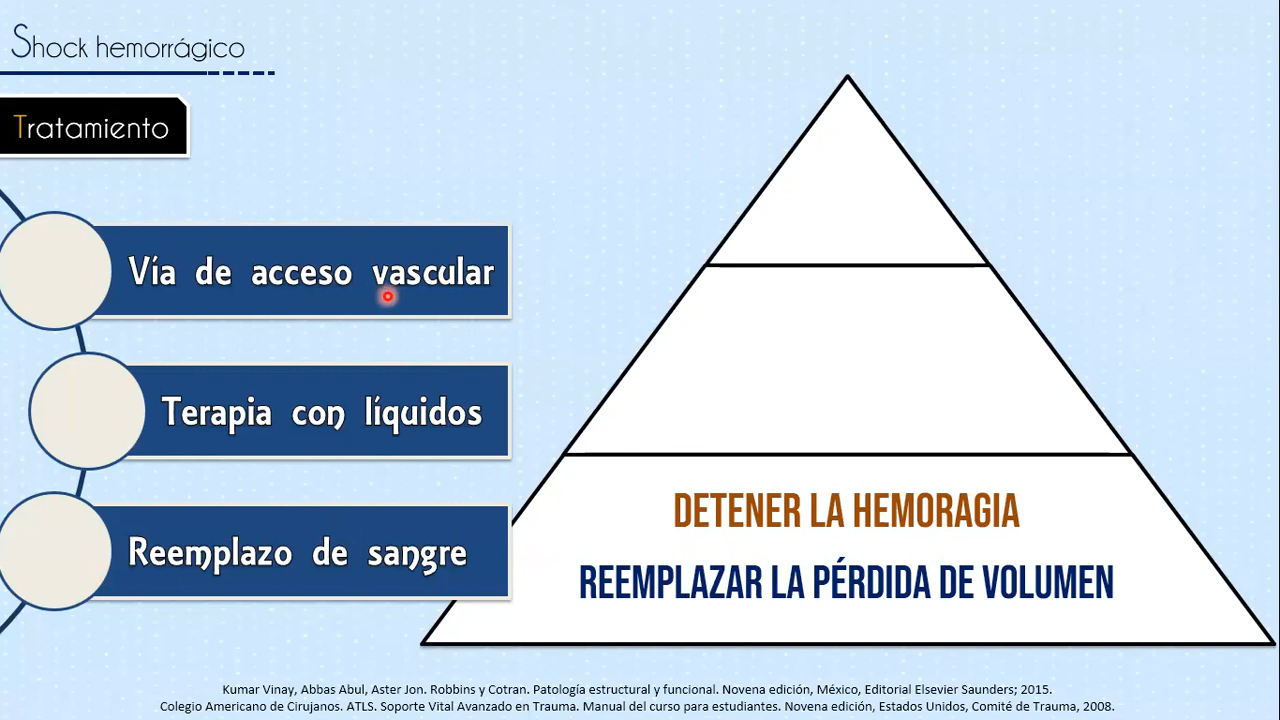 Shock hemorrágico
Tratamiento
Vía de acceso vascular
Terapia con líquidos
Reemplazo de sangre
DETENER LA HEMORAGIA
REEMPLAZAR LA PÉRDIDA DE VOLUMEN
Kumar Vinay, Abbas Abul, Aster Jon. Robbins y Cotran. Patología estructural y funcional. Novena edición, México, Editorial Elsevier Saunders; 2015.
Colegio Americano de Cirujanos. ATLS. Soporte Vital Avanzado en Trauma. Manual del curso para estudiantes. Novena edición, Estados Unidos, Comité de Trauma, 2008.